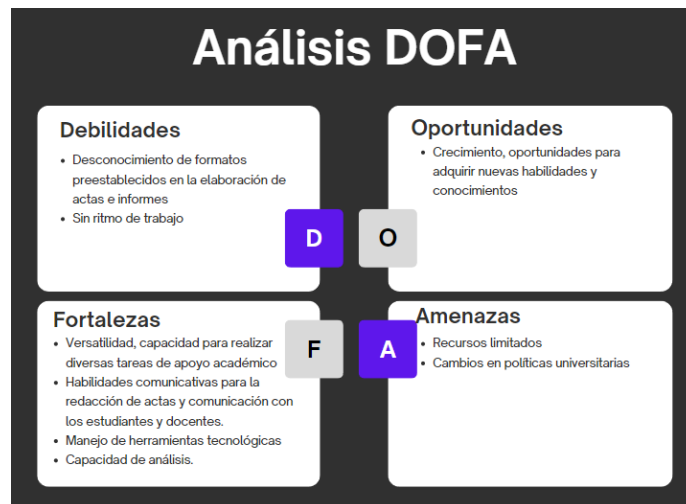 Análisis DOFA
Debilidades
• Desconocimiento de formatos
preestablecidos en la elaboración de
actas e informes
• Sin ritmo de trabajo
Oportunidades
• Crecimiento, oportunidades para
adquirir nuevas habilidades y
conocimientos
D
O
Fortalezas
• Versatilidad, capacidad para realizar
diversas tareas de apoyo académico
• Habilidades comunicativas para la
redacción de actas y comunicación con
los estudiantes y docentes.
• Manejo de herramientas tecnológicas
• Capacidad de análisis.
F
A
Amenazas
• Recursos limitados
• Cambios en políticas universitarias